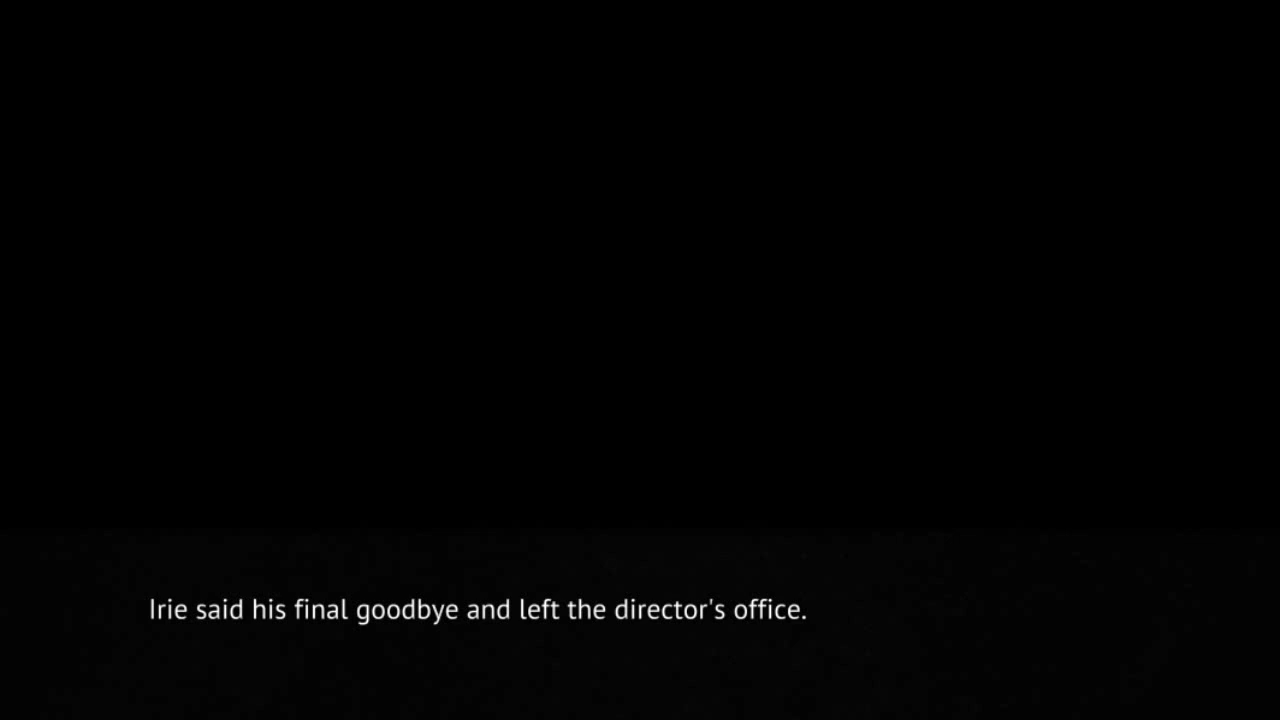 Irie said his final goodbye and left the director's office.